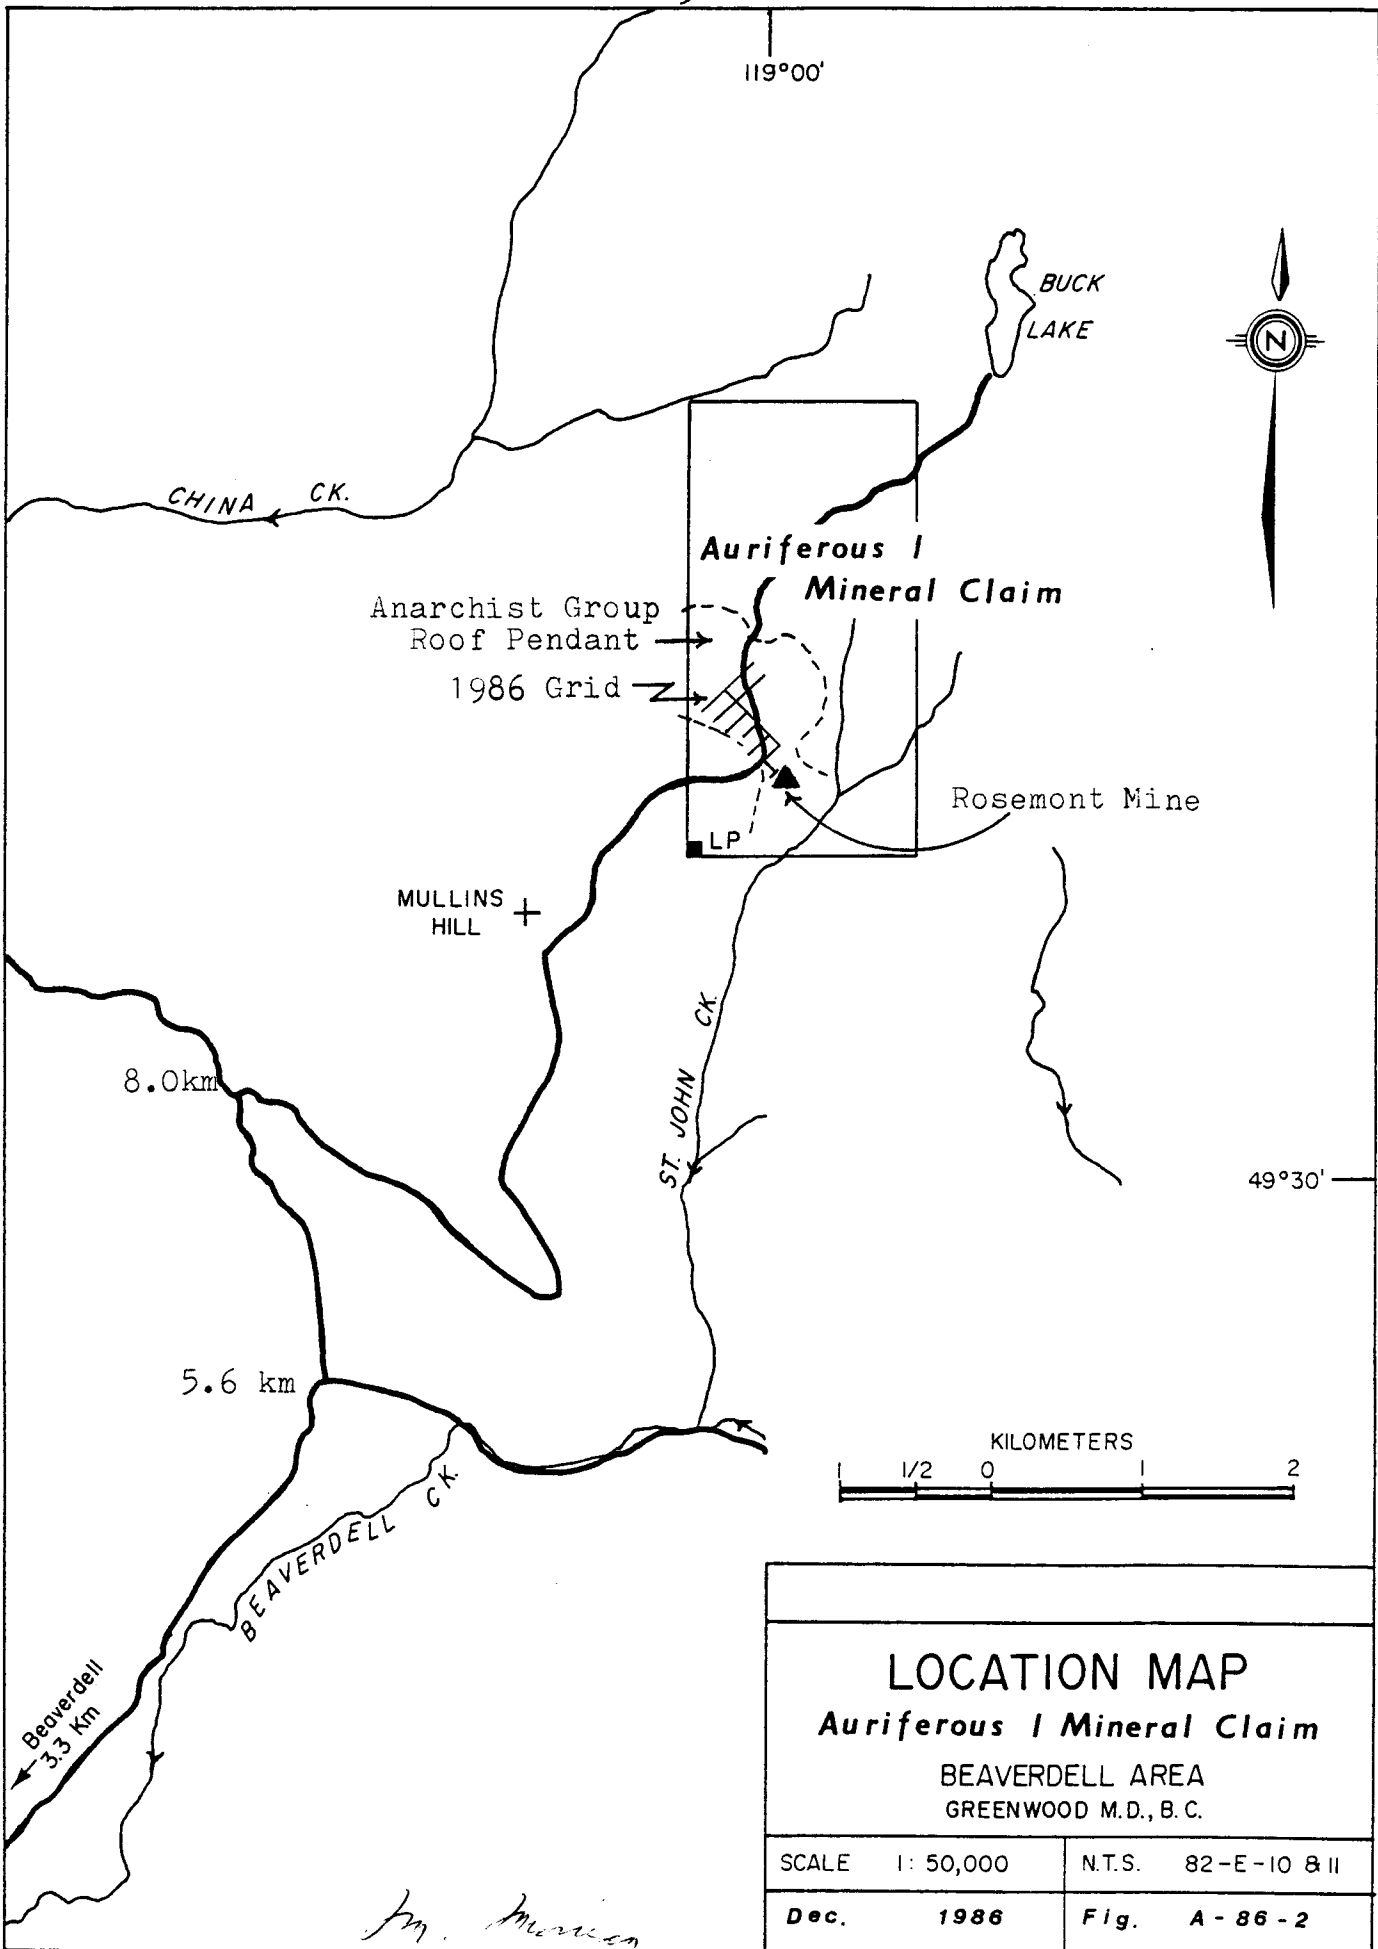 119°00'
BUCK
LAKE
N
CHINA CK.
Auriferous 1
Mineral Claim
Anarchist Group
Roof Pendant
1986 Grid
Rosemont Mine
LP
MULLINS
HILL
ST. JOHN CK.
8.0km
49°30'
5.6 km
KILOMETERS
1 1/2 0 1 2
BEAVERDELL CK.
Beaverdell
3.3 Km
LOCATION MAP
Auriferous 1 Mineral Claim
BEAVERDELL AREA
GREENWOOD M.D., B.C.
SCALE 1: 50,000
N.T.S. 82-E-10 & 11
Dec. 1986
Fig. A-86-2